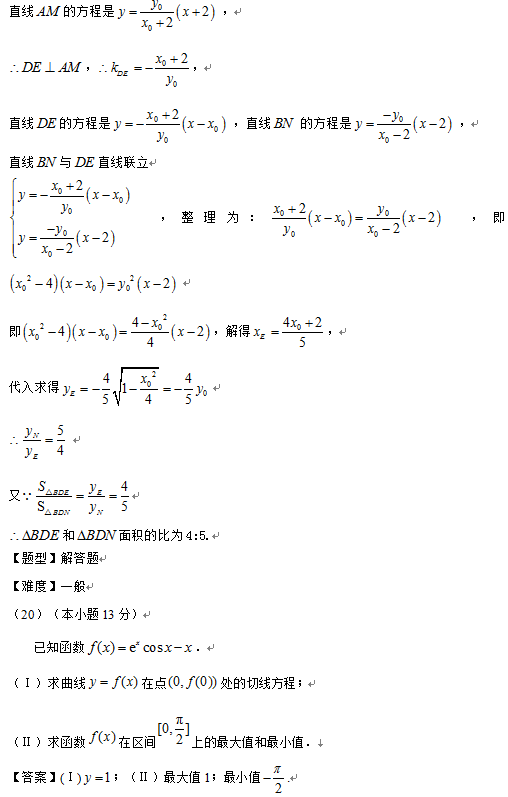 直线AM的方程是 y = y₀/(x₀+2) (x+2) ，
∴DE⊥AM，∴k_DE = -(x₀+2)/y₀，
直线DE的方程是 y = -(x₀+2)/y₀ (x-x₀) ，直线BN 的方程是 y = -y₀/(x₀-2) (x-2) ，
直线BN与DE直线联立
{ y = -(x₀+2)/y₀ (x-x₀)
y = -y₀/(x₀-2) (x-2) ，整理为： (x₀+2)/y₀ (x-x₀) = y₀/(x₀-2) (x-2) ，即
(x₀²-4)(x-x₀) = y₀²(x-2)
即(x₀²-4)(x-x₀) = (4-x₀²)/4 (x-2)，解得 x_E = (4x₀+2)/5，
代入求得 y_E = -4/5 √(1-x₀²/4) = -4/5 y₀
∴ y_N/y_E = 5/4
又∵ S△BDE/S△BDN = y_E/y_N = 4/5
∴ΔBDE和ΔBDN面积的比为4:5.
【题型】解答题
【难度】一般
（20）（本小题13分）
已知函数 f(x) = eˣ cos x - x．
（Ⅰ）求曲线 y = f(x) 在点(0, f(0)) 处的切线方程；
（Ⅱ）求函数 f(x) 在区间[0, π/2]上的最大值和最小值．
【答案】(Ⅰ) y = 1；(Ⅱ)最大值1；最小值 -π/2.